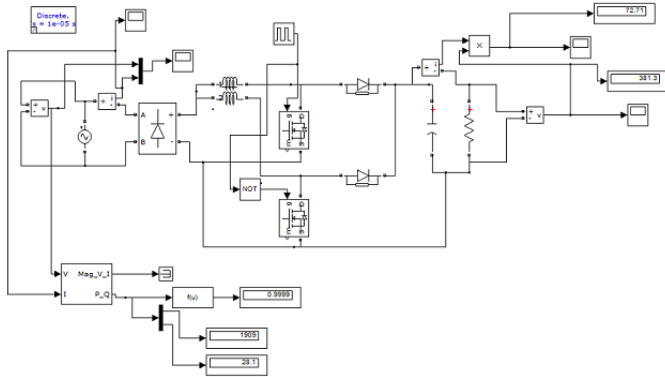 Discrete,
s = 1e-05 s
72.71
i
×
i
381.3
v
v
A
B
+
-
NOT
V
I
Mag_V_I
P_Q
f(u)
0.9999
1909
28.1